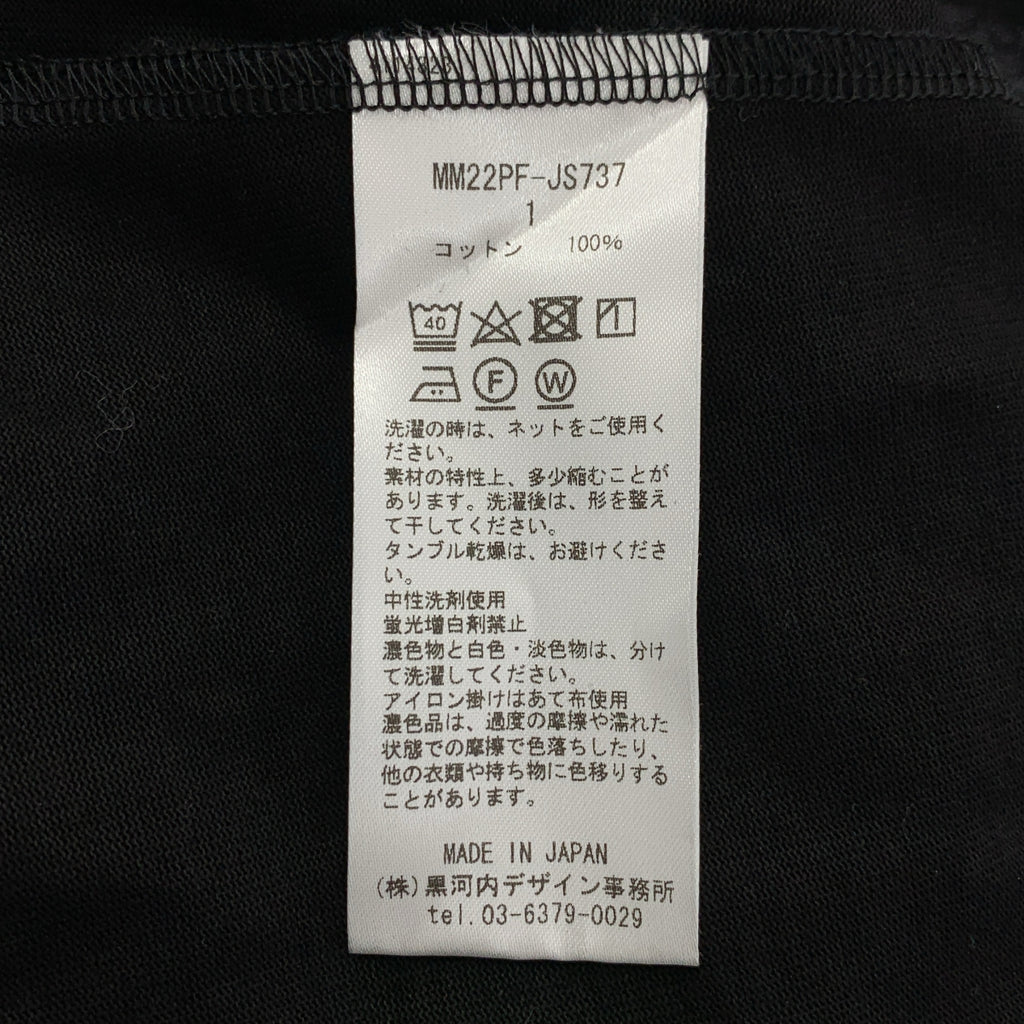 MM22PF-JS737
1
コットン 100%
40
F W
洗濯の時は、ネットをご使用く
ださい。
素材の特性上、多少縮むことが
あります。洗濯後は、形を整え
て干してください。
タンブル乾燥は、お避けくださ
い。
中性洗剤使用
蛍光増白剤禁止
濃色物と白色・淡色物は、分け
て洗濯してください。
アイロン掛けはあて布使用
濃色品は、過度の摩擦や濡れた
状態での摩擦で色落ちしたり、
他の衣類や持ち物に色移りする
ことがあります。
MADE IN JAPAN
(株)黒河内デザイン事務所
tel.03-6379-0029